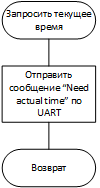 Запросить текущее
время
Отправить
сообщение “Need
actual time” по
UART
Возврат